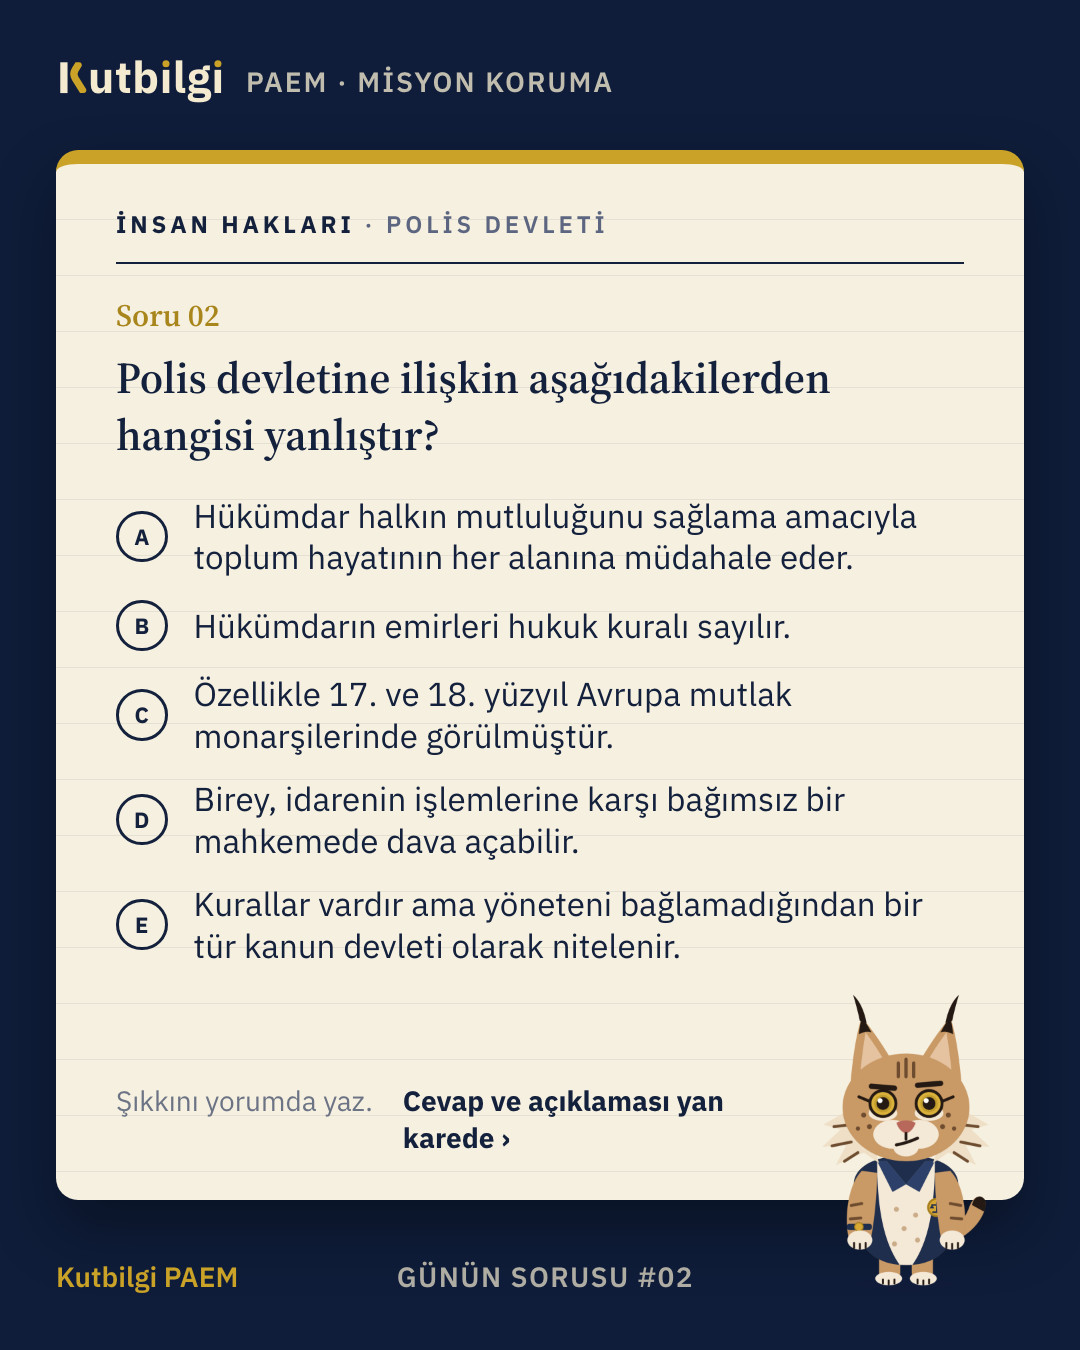 Kutbilgi PAEM · MİSYON KORUMA
İNSAN HAKLARI · POLİS DEVLETİ
Soru 02
Polis devletine ilişkin aşağıdakilerden
hangisi yanlıştır?
A Hükümdar halkın mutluluğunu sağlama amacıyla
toplum hayatının her alanına müdahale eder.
B Hükümdarın emirleri hukuk kuralı sayılır.
C Özellikle 17. ve 18. yüzyıl Avrupa mutlak
monarşilerinde görülmüştür.
D Birey, idarenin işlemlerine karşı bağımsız bir
mahkemede dava açabilir.
E Kurallar vardır ama yöneteni bağlamadığından bir
tür kanun devleti olarak nitelenir.
Şıkkını yorumda yaz. Cevap ve açıklaması yan
karede ›
Kutbilgi PAEM GÜNÜN SORUSU #02